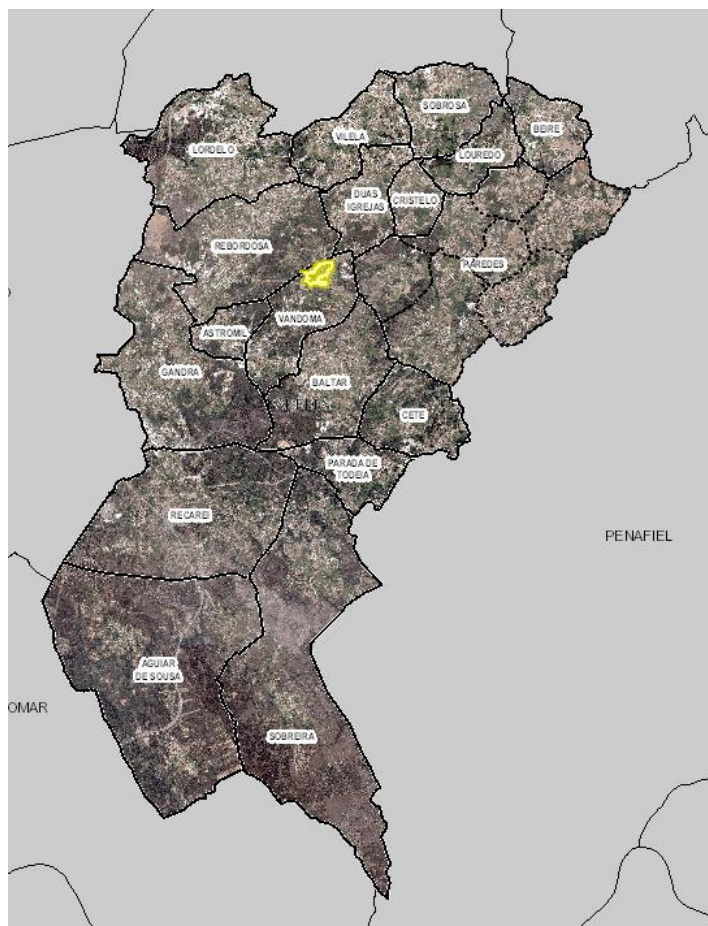 SOBROSA
BEIRE
VILELA
LORDELO
LOUREDO
DUAS
IGREJAS
CRISTELO
REBORDOSA
PAREDES
VANDOMA
ASTROMIL
GANDRA
BALTAR
CETE
PARADA DE
TODEIA
RECAREI
PENAFIEL
AGUIAR
DE SOUSA
OMAR
SOBREIRA